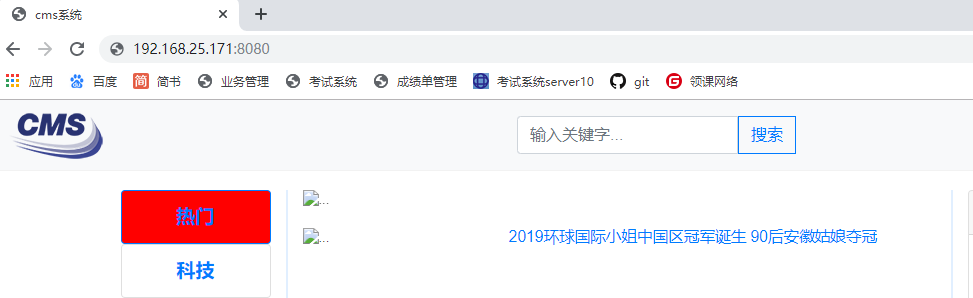 cms系统
192.168.25.171:8080
应用 百度 简 简书 业务管理 考试系统 成绩单管理 考试系统server10 git G 领课网络
CMS 输入关键字... 搜索
热门 ...
... 2019环球国际小姐中国区冠军诞生 90后安徽姑娘夺冠
科技